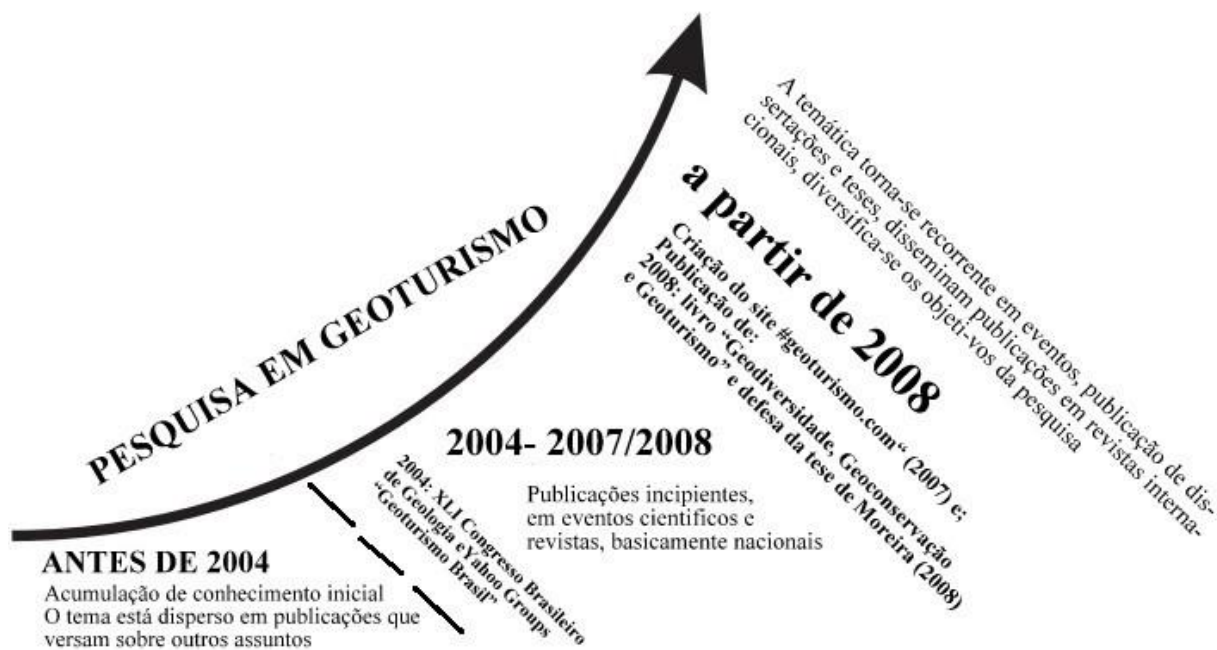 PESQUISA EM GEOTURISMO
ANTES DE 2004
Acumulação de conhecimento inicial
O tema está disperso em publicações que
versam sobre outros assuntos
2004: XLI Congresso Brasileiro
de Geologia eYahoo Groups
“Geoturismo Brasil”
2004- 2007/2008
Publicações incipientes,
em eventos científicos e
revistas, basicamente nacionais
Criação do site #geoturismo.com“ (2007) e;
Publicação de:
2008: livro “Geodiversidade, Geoconservação
e Geoturismo” e defesa da tese de Moreira (2008)
a partir de 2008
A temática torna-se recorrente em eventos, publicação de dis-
sertações e teses, disseminam publicações em revistas interna-
cionais, diversifica-se os objeti-vos da pesquisa